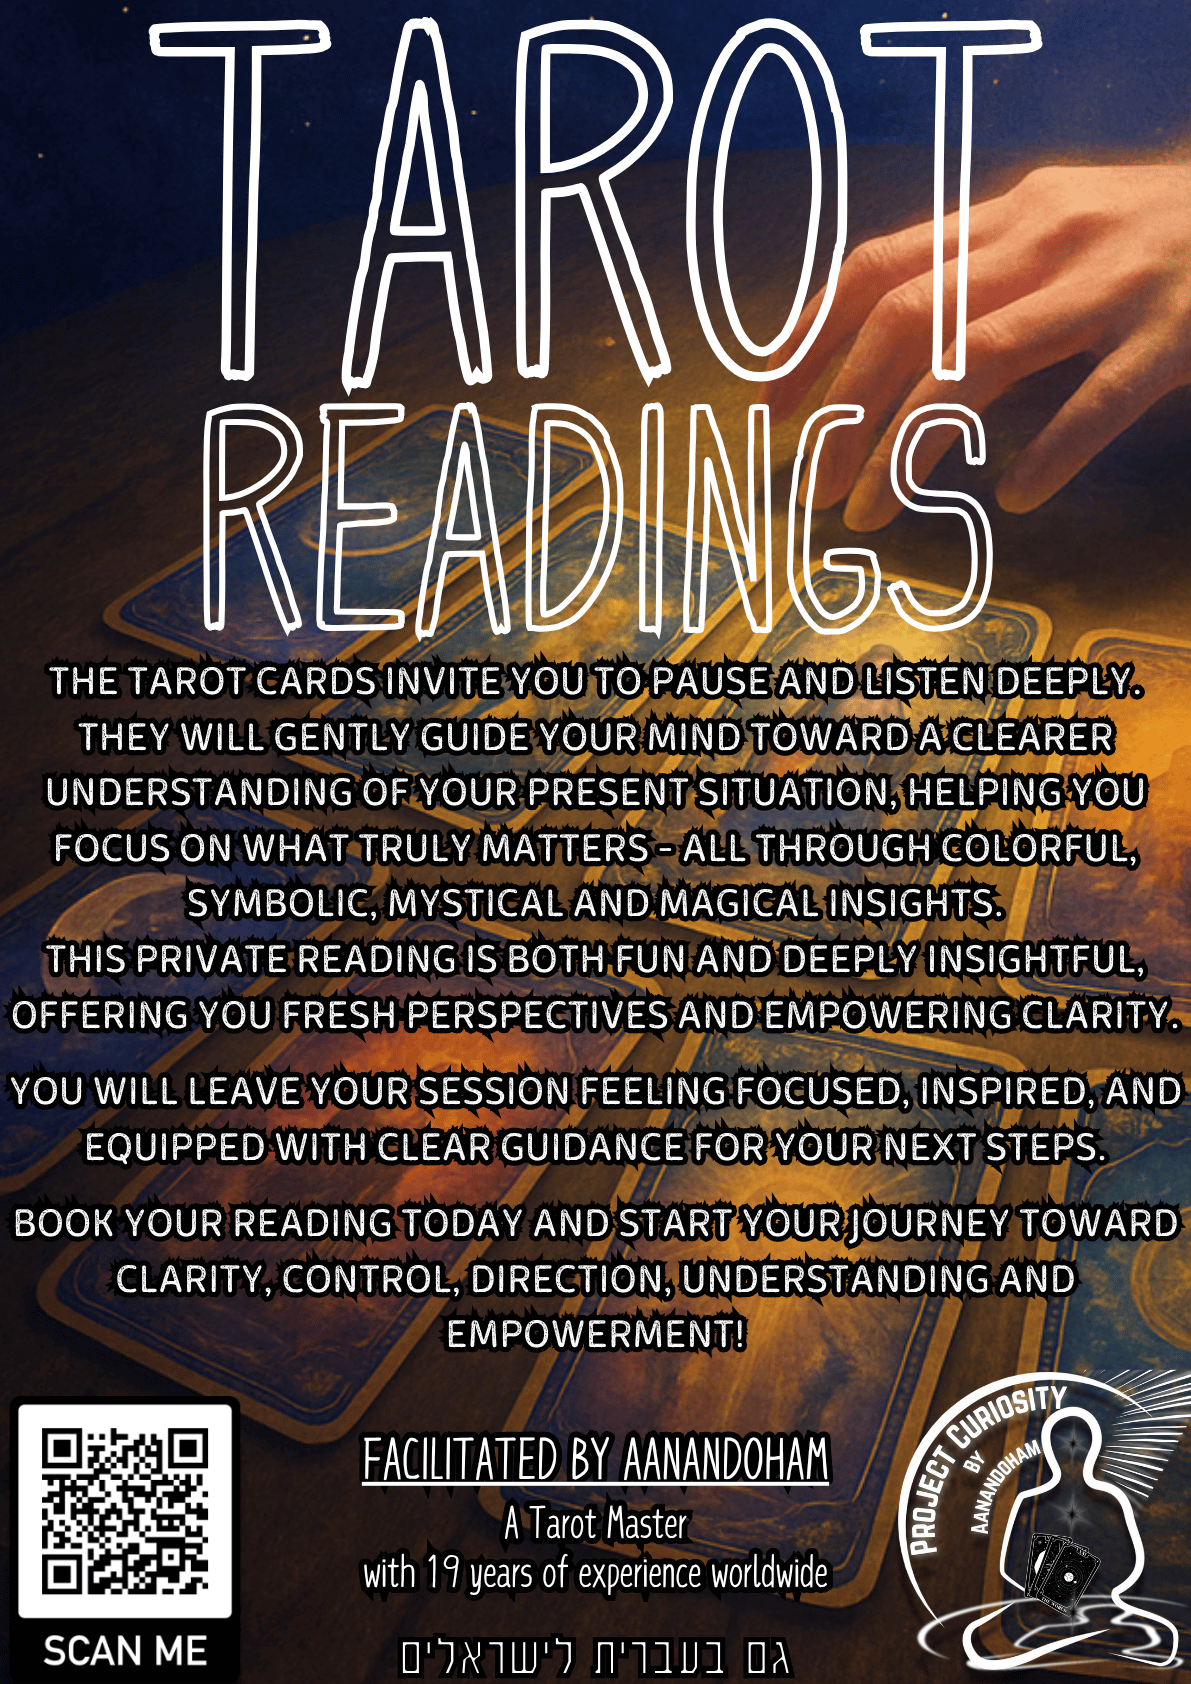 TAROT
READINGS
THE TAROT CARDS INVITE YOU TO PAUSE AND LISTEN DEEPLY.
THEY WILL GENTLY GUIDE YOUR MIND TOWARD A CLEARER
UNDERSTANDING OF YOUR PRESENT SITUATION, HELPING YOU
FOCUS ON WHAT TRULY MATTERS - ALL THROUGH COLORFUL,
SYMBOLIC, MYSTICAL AND MAGICAL INSIGHTS.
THIS PRIVATE READING IS BOTH FUN AND DEEPLY INSIGHTFUL,
OFFERING YOU FRESH PERSPECTIVES AND EMPOWERING CLARITY.
YOU WILL LEAVE YOUR SESSION FEELING FOCUSED, INSPIRED, AND
EQUIPPED WITH CLEAR GUIDANCE FOR YOUR NEXT STEPS.
BOOK YOUR READING TODAY AND START YOUR JOURNEY TOWARD
CLARITY, CONTROL, DIRECTION, UNDERSTANDING AND
EMPOWERMENT!
FACILITATED BY AANANDOHAM
A Tarot Master
with 19 years of experience worldwide
גם בעברית לישראלים
SCAN ME
PROJECT CURIOSITY
BY
AANANDOHAM